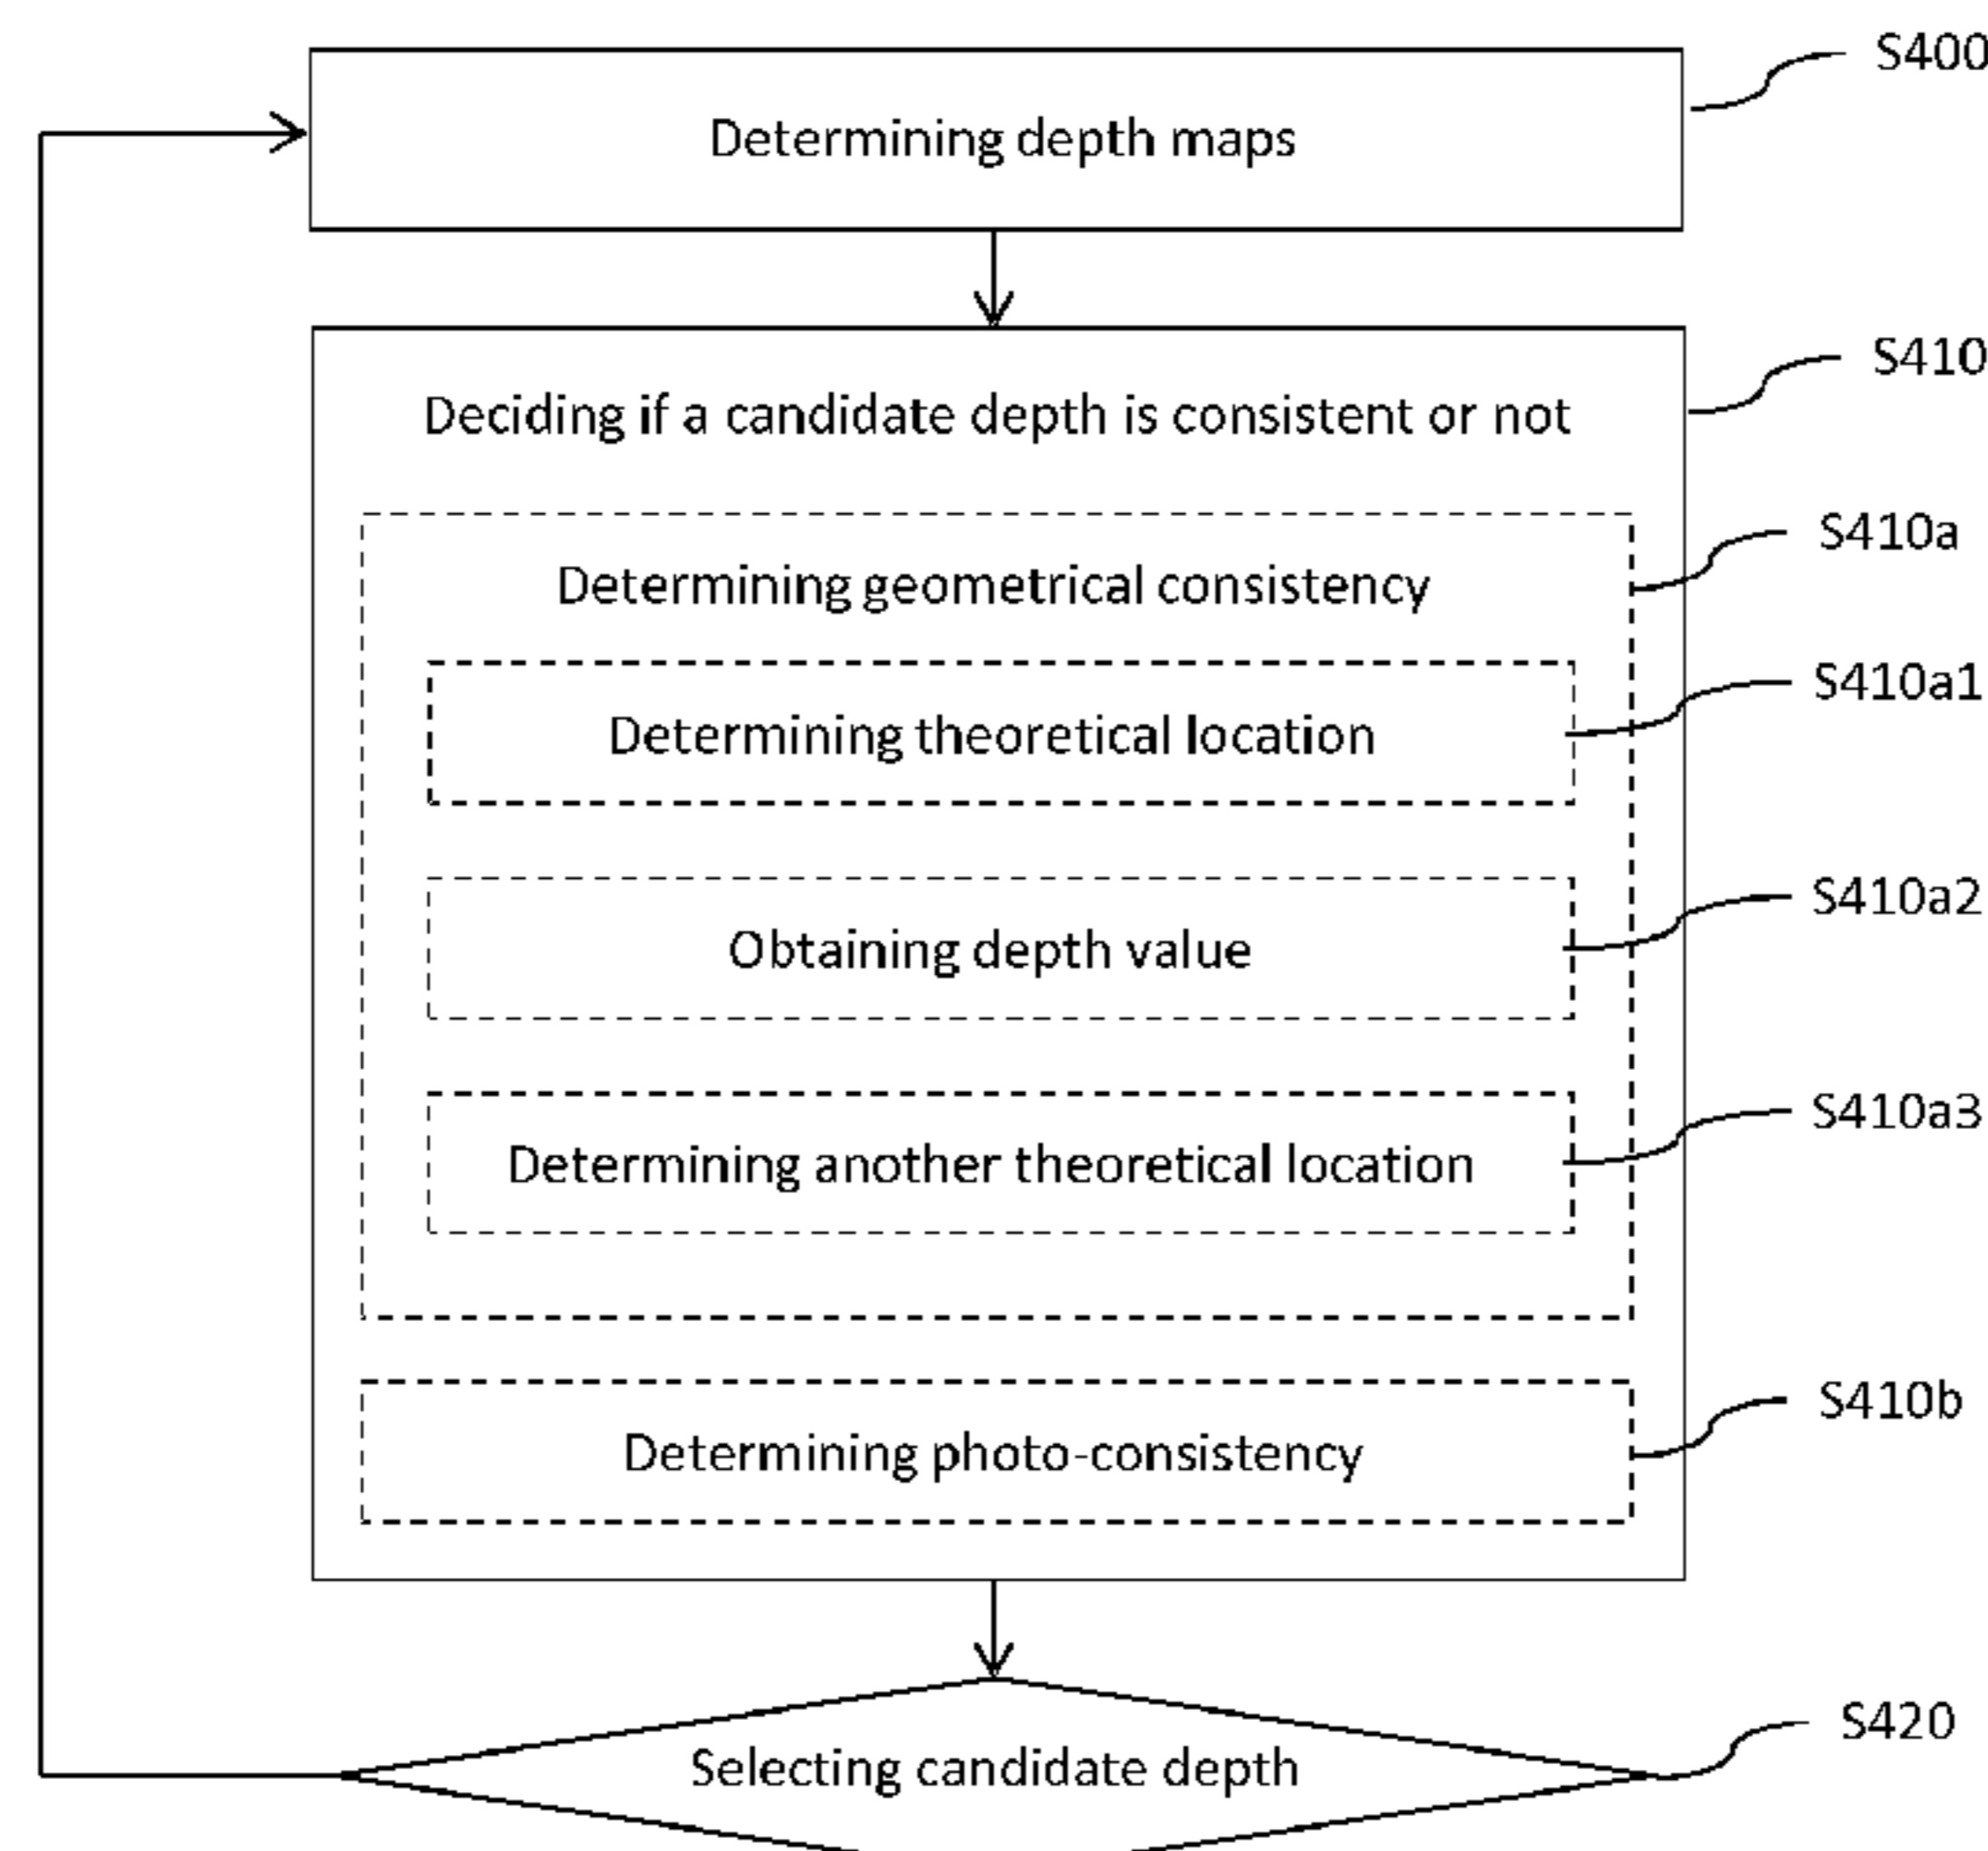 S400
Determining depth maps
S410
Deciding if a candidate depth is consistent or not
S410a
Determining geometrical consistency
S410a1
Determining theoretical location
S410a2
Obtaining depth value
S410a3
Determining another theoretical location
S410b
Determining photo-consistency
S420
Selecting candidate depth